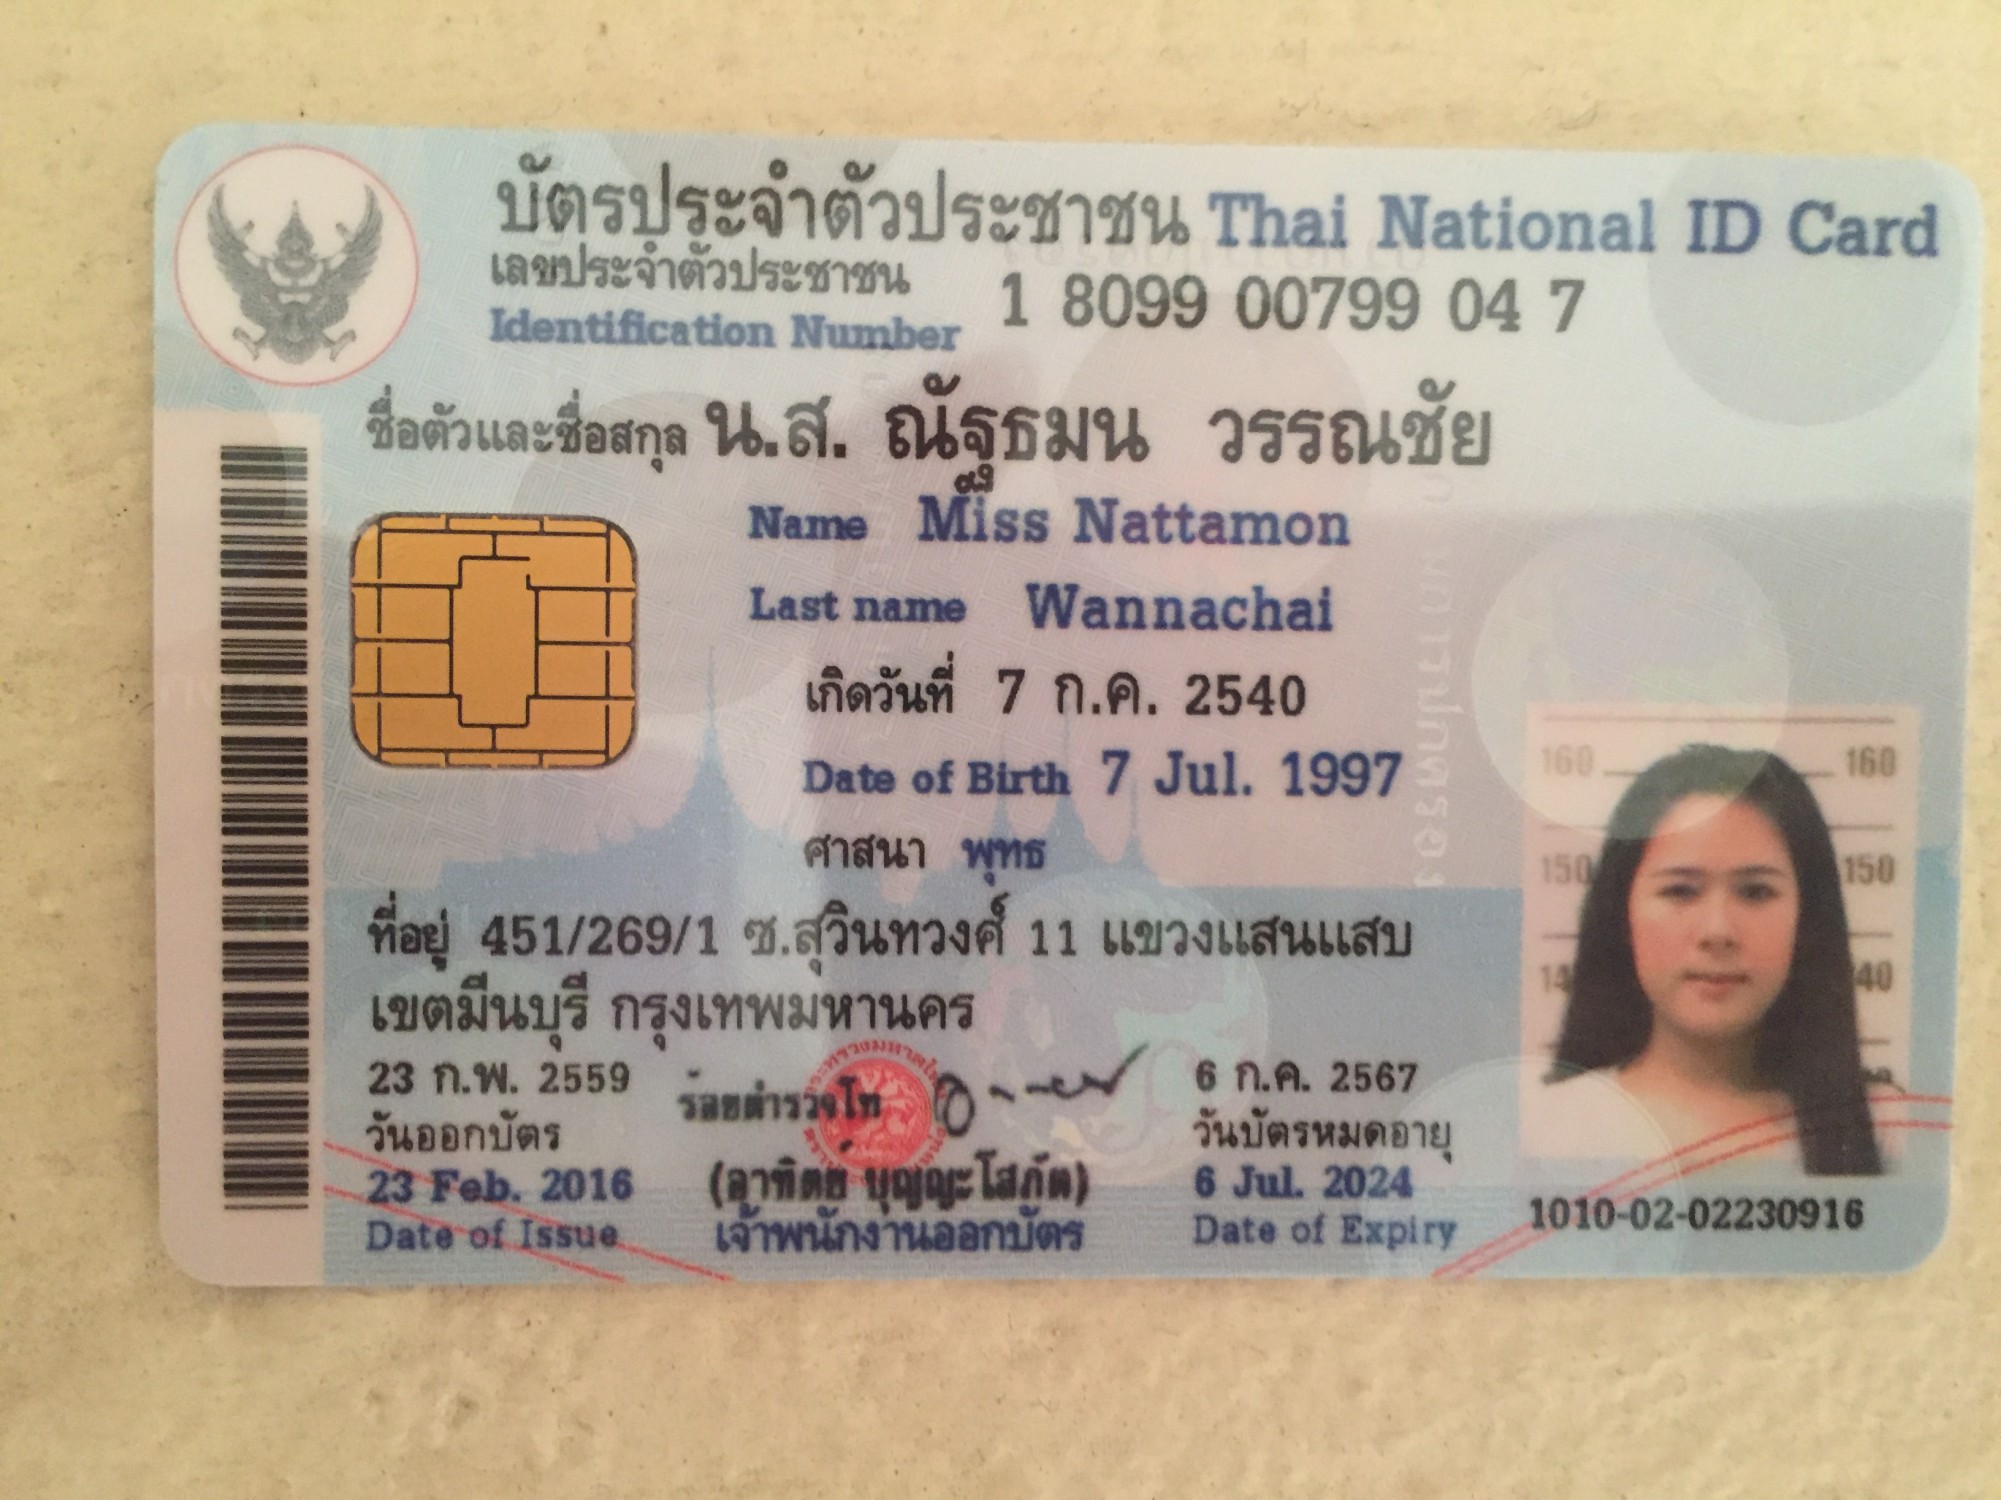 บัตรประจำตัวประชาชน Thai National ID Card
เลขประจำตัวประชาชน
Identification Number 1 8099 00799 04 7
ชื่อตัวและชื่อสกุล น.ส. ณัฐฐธมน วรรณชัย
Name Miss Nattamon
Last name Wannachai
เกิดวันที่ 7 ก.ค. 2540
Date of Birth 7 Jul. 1997
ศาสนา พุทธ
ที่อยู่ 451/269/1 ซ.สุวินทวงศ์ 11 แขวงแสนแสบ
เขตมีนบุรี กรุงเทพมหานคร
23 ก.พ. 2559
วันออกบัตร
23 Feb. 2016
Date of Issue
ร้อยตำรวจโท
(อาทิตย์ บุญญะโสภัต)
เจ้าพนักงานออกบัตร
6 ก.ค. 2567
วันบัตรหมดอายุ
6 Jul. 2024
Date of Expiry
160 160
150 150
1010-02-02230916